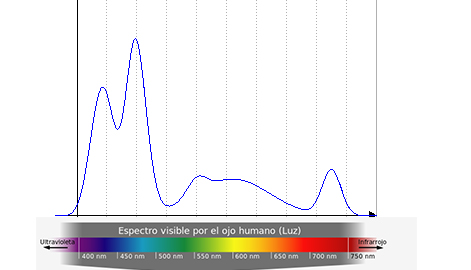 Espectro visible por el ojo humano (Luz)
Ultravioleta
Infrarrojo
400 nm 450 nm 500 nm 550 nm 600 nm 650 nm 700 nm 750 nm